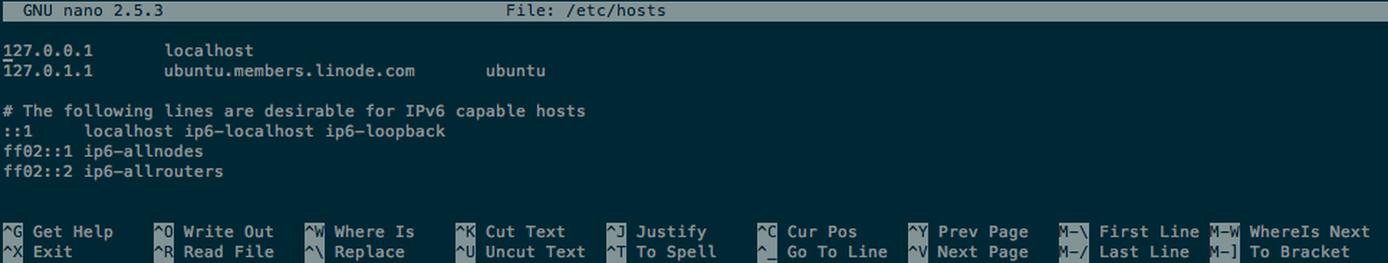 GNU nano 2.5.3 File: /etc/hosts
127.0.0.1 localhost
127.0.1.1 ubuntu.members.linode.com ubuntu
# The following lines are desirable for IPv6 capable hosts
::1 localhost ip6-localhost ip6-loopback
ff02::1 ip6-allnodes
ff02::2 ip6-allrouters
^G Get Help ^O Write Out ^W Where Is ^K Cut Text ^J Justify ^C Cur Pos ^Y Prev Page M-\ First Line M-W WhereIs Next
^X Exit ^R Read File ^\ Replace ^U Uncut Text ^T To Spell ^_ Go To Line ^V Next Page M-/ Last Line M-] To Bracket